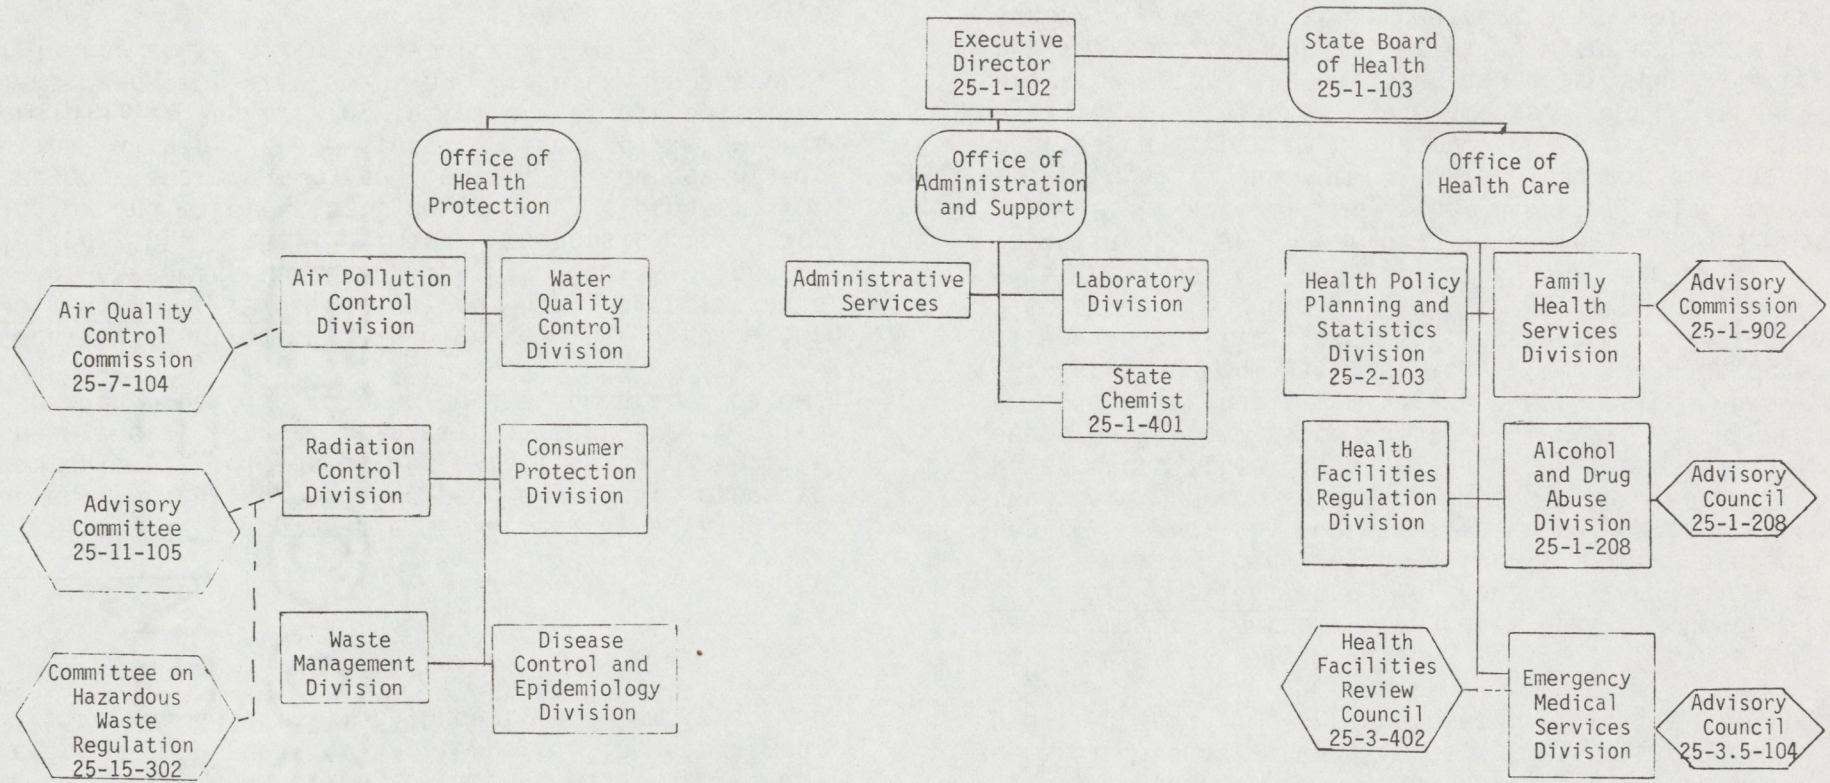 Executive
Director
25-1-102
State Board
of Health
25-1-103
Office of
Health
Protection
Office of
Administration
and Support
Office of
Health Care
Air Quality
Control
Commission
25-7-104
Air Pollution
Control
Division
Water
Quality
Control
Division
Administrative
Services
Laboratory
Division
State
Chemist
25-1-401
Health Policy
Planning and
Statistics
Division
25-2-103
Family
Health
Services
Division
Advisory
Commission
25-1-902
Advisory
Committee
25-11-105
Radiation
Control
Division
Consumer
Protection
Division
Health
Facilities
Regulation
Division
Alcohol
and Drug
Abuse
Division
25-1-208
Advisory
Council
25-1-208
Committee on
Hazardous
Waste
Regulation
25-15-302
Waste
Management
Division
Disease
Control and
Epidemiology
Division
Health
Facilities
Review
Council
25-3-402
Emergency
Medical
Services
Division
Advisory
Council
25-3.5-104